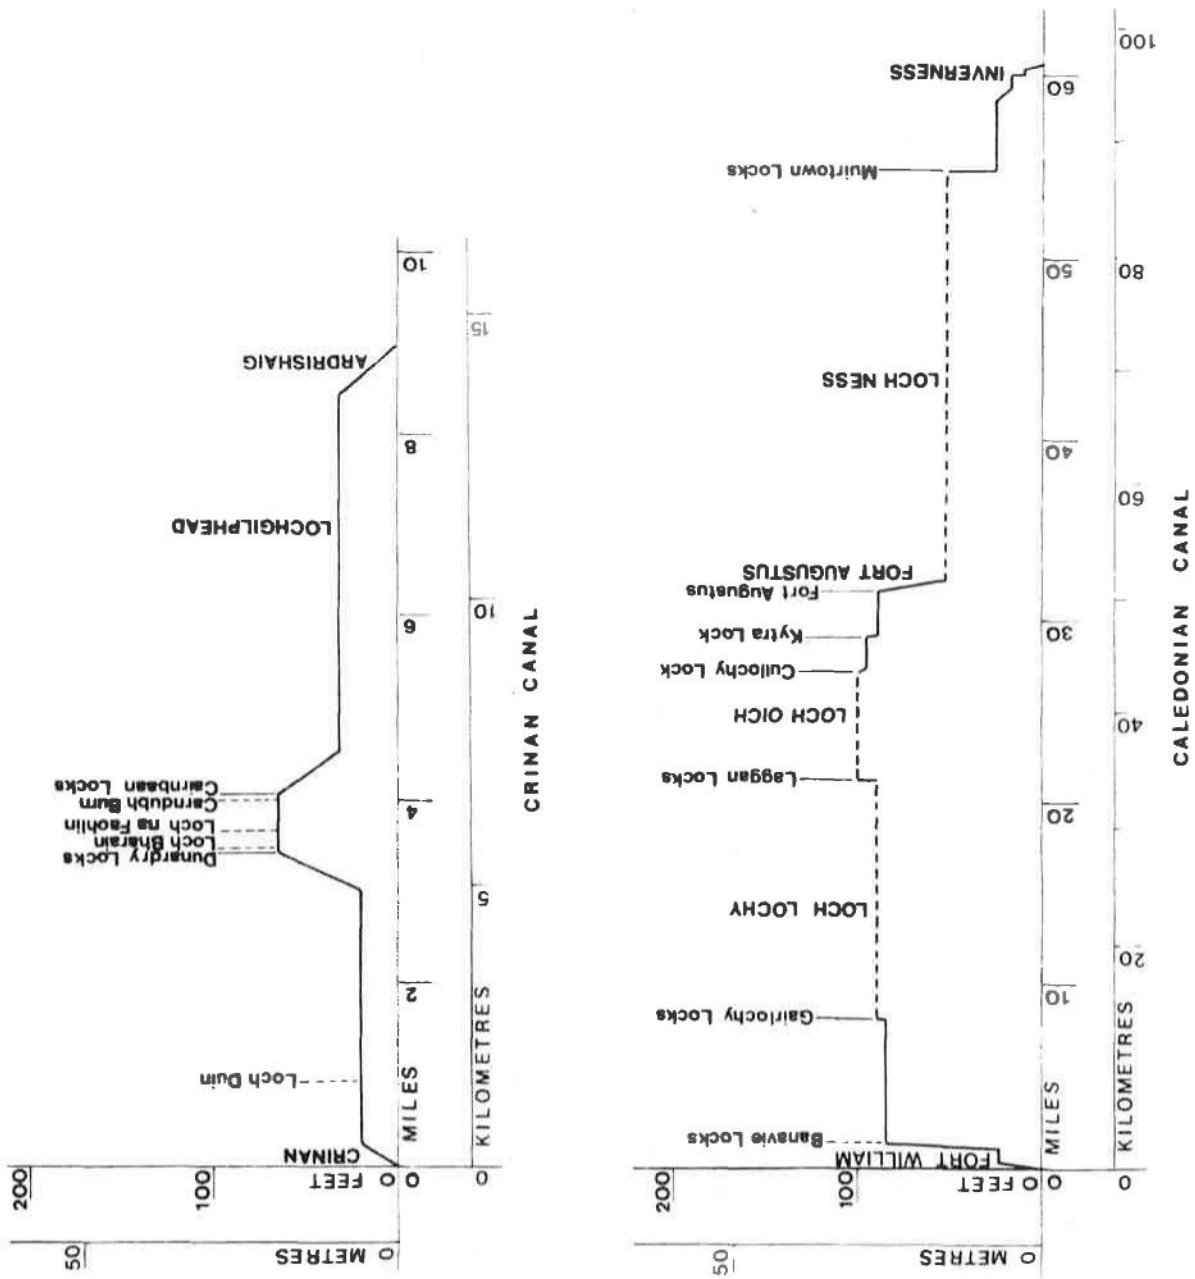 CRINAN CANAL
200
100
FEET
0
50
METRES
0
CRINAN
Loch Duin
Dunardry Locks
Loch Bharain
Loch na Faohlin
Carndubh Burn
Cairnbaan Locks
LOCHGILPHEAD
ARDRISHAIG
MILES
0
2
4
6
8
10
KILOMETRES
0
5
10
15
CALEDONIAN CANAL
200
100
FEET
0
50
METRES
0
FORT WILLIAM
Banavie Locks
Gairlochy Locks
LOCH LOCHY
Laggan Locks
LOCH OICH
Cullochy Lock
Kytra Lock
Fort Augustus
FORT AUGUSTUS
LOCH NESS
Muirtown Locks
INVERNESS
MILES
0
10
20
30
40
50
60
KILOMETRES
0
20
40
60
80
100